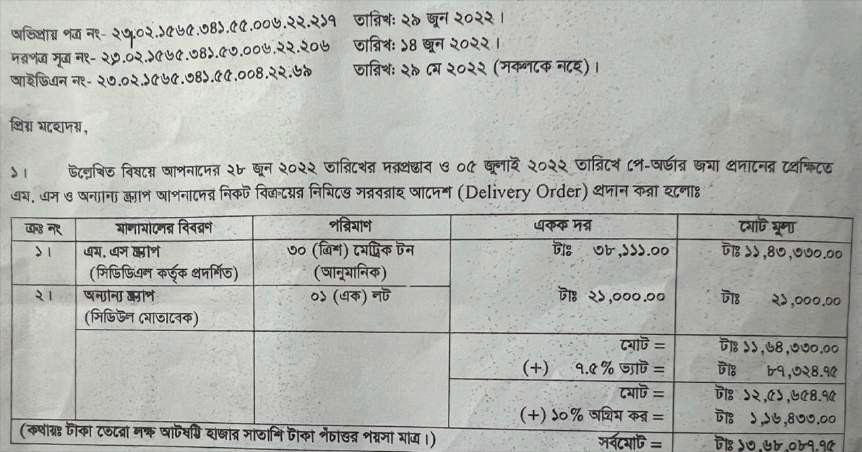 অভিপ্রায় পত্র নং- ২৩.০২.১৫৬৫.৩৪১.৫৫.০০৬.২২.২১৭ তারিখঃ ২৯ জুন ২০২২ ।
দরপত্র সূত্র নং- ২৩.০২.১৫৬৫.৩৪১.৫৩.০০৬.২২.২০৬ তারিখঃ ১৪ জুন ২০২২ ।
আইডিএন নং- ২৩.০২.১৫৬৫.৩৪১.৫৫.০০৪.২২.৬৯ তারিখঃ ২৯ মে ২০২২ (সকলকে নহে) ।
প্রিয় মহোদয়,
১। উল্লেখিত বিষয়ে আপনাদের ২৮ জুন ২০২২ তারিখের দরপ্রস্তাব ও ০৫ জুলাই ২০২২ তারিখে পে-অর্ডার জমা প্রদানের প্রেক্ষিতে
এম. এস ও অন্যান্য স্ক্র্যাপ আপনাদের নিকট বিক্রয়ের নিমিত্তে সরবরাহ আদেশ (Delivery Order) প্রদান করা হলোঃ
ক্রঃ নং মালামালের বিবরণ পরিমাণ একক দর মোট মূল্য
১। এম. এস স্ক্র্যাপ ৩০ (ত্রিশ) মেট্রিক টন টাঃ ৩৮,১১১.০০ টাঃ ১১,৪৩,৩৩০.০০
(সিডিডিএল কর্তৃক প্রদর্শিত) (আনুমানিক)
২। অন্যান্য স্ক্র্যাপ ০১ (এক) লট টাঃ ২১,০০০.০০ টাঃ ২১,০০০.০০
(সিডিউল মোতাবেক)
মোট = টাঃ ১১,৬৪,৩৩০.০০
(+) ৭.৫% ভ্যাট = টাঃ ৮৭,৩২৪.৭৫
মোট = টাঃ ১২,৫১,৬৫৪.৭৫
(+) ১০% অগ্রিম কর = টাঃ ১,১৬,৪৩৩.০০
(কথায়ঃ টাকা তেরো লক্ষ আটষট্টি হাজার সাতাশি টাকা পঁচাত্তর পয়সা মাত্র।) সর্বমোট = টাঃ ১৩,৬৮,০৮৭.৭৫